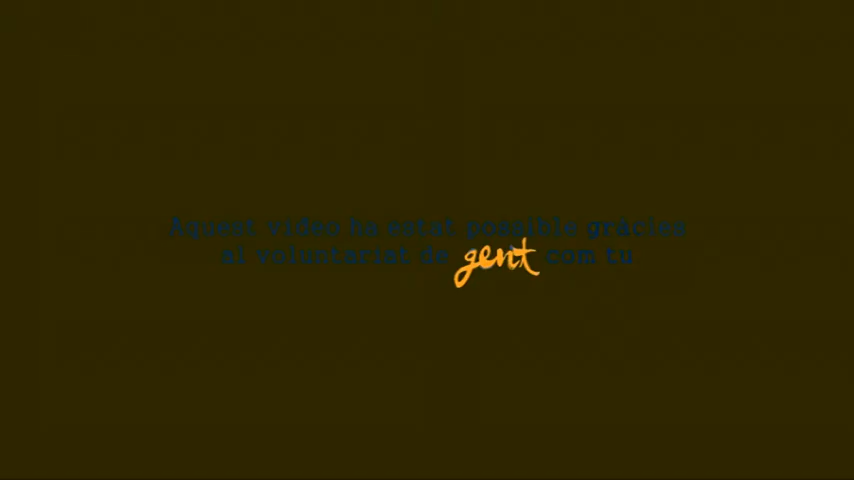 Aquest vídeo ha estat possible gràcies
al voluntariat de gent com tu